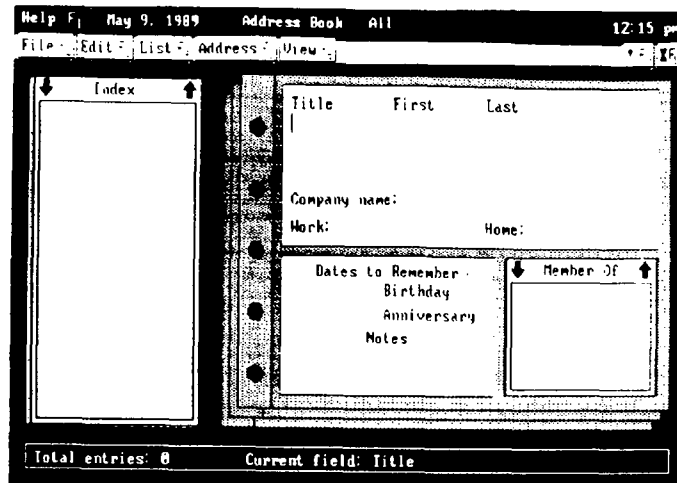 Help F1 May 9, 1989 Address Book All 12:15 pm
File Edit List Address View
Index
Title First Last
Company name:
Work: Home:
Dates to Remember
Birthday
Anniversary
Notes
Member Of
Total entries: 0 Current field: Title